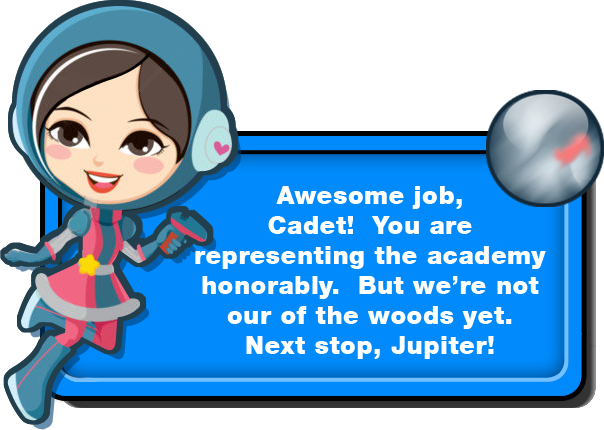 Awesome job,
Cadet!  You are
representing the academy
honorably.  But we’re not
our of the woods yet.
Next stop, Jupiter!